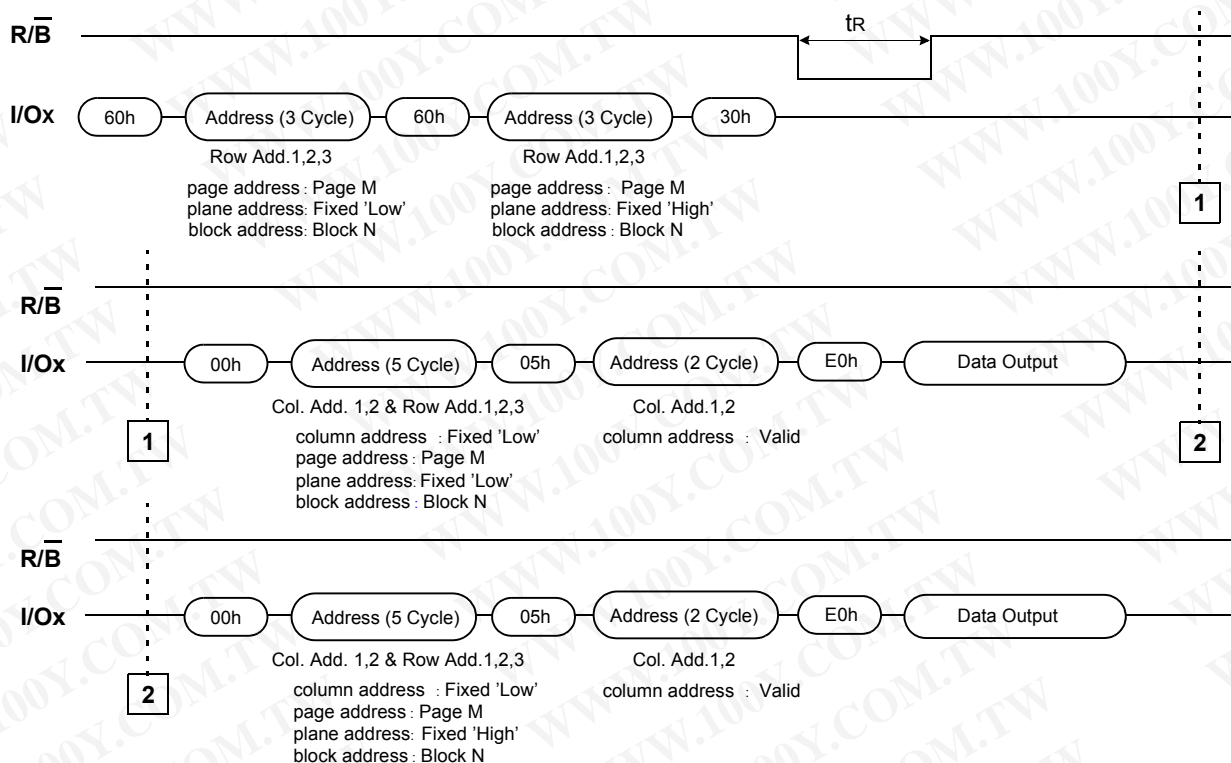 R/B tR
I/Ox 60h Address (3 Cycle) 60h Address (3 Cycle) 30h
Row Add.1,2,3 Row Add.1,2,3
page address : Page M page address : Page M
plane address: Fixed 'Low' plane address: Fixed 'High'
block address: Block N block address : Block N
1
R/B
I/Ox 00h Address (5 Cycle) 05h Address (2 Cycle) E0h Data Output
Col. Add. 1,2 & Row Add.1,2,3 Col. Add.1,2
column address : Fixed 'Low' column address : Valid
page address : Page M
plane address: Fixed 'Low'
block address : Block N
1 2
R/B
I/Ox 00h Address (5 Cycle) 05h Address (2 Cycle) E0h Data Output
Col. Add. 1,2 & Row Add.1,2,3 Col. Add.1,2
column address : Fixed 'Low' column address : Valid
page address : Page M
plane address: Fixed 'High'
block address : Block N
2
WWW.100Y.COM.TW